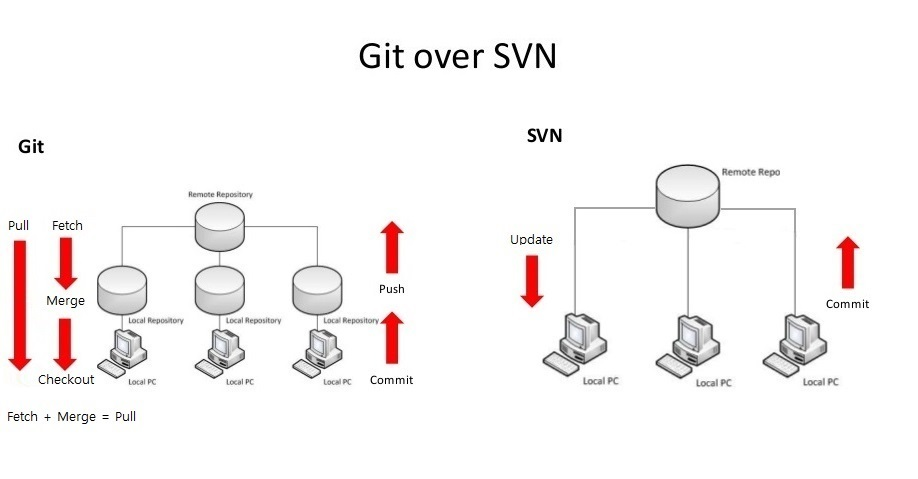 Git over SVN
Git
SVN
Remote Repository
Pull
Fetch
Merge
Checkout
Local Repository
Local Repository
Local Repository
Local PC
Local PC
Local PC
Push
Commit
Fetch + Merge = Pull
Remote Repo
Update
Commit
Local PC
Local PC
Local PC